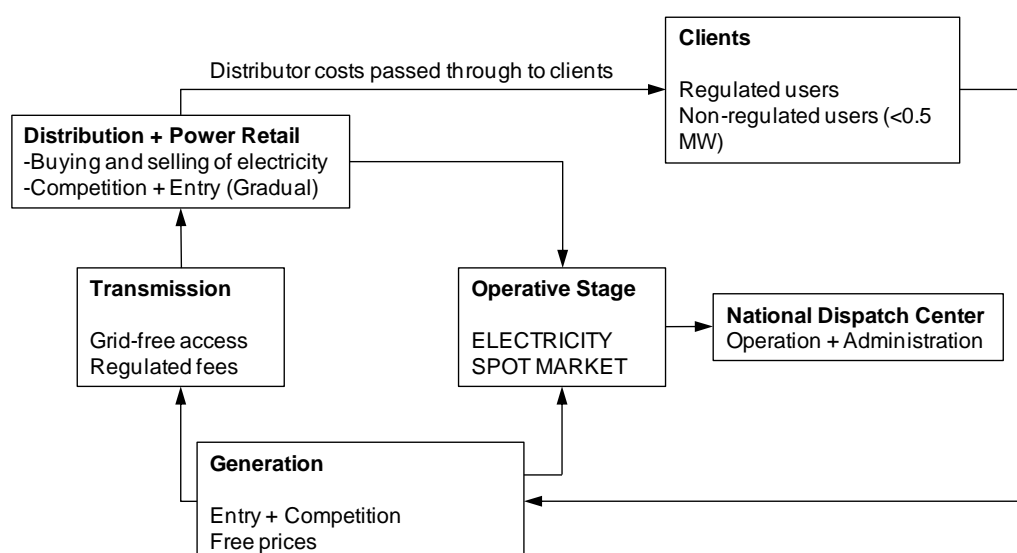 Clients
Regulated users
Non-regulated users (<0.5
MW)
Distributor costs passed through to clients
Distribution + Power Retail
-Buying and selling of electricity
-Competition + Entry (Gradual)
Transmission
Grid-free access
Regulated fees
Operative Stage
ELECTRICITY
SPOT MARKET
National Dispatch Center
Operation + Administration
Generation
Entry + Competition
Free prices